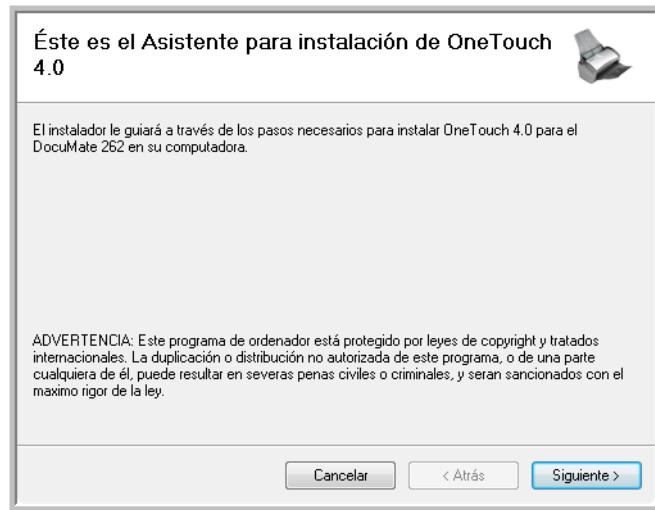 Éste es el Asistente para instalación de OneTouch
4.0
El instalador le guiará a través de los pasos necesarios para instalar OneTouch 4.0 para el
DocuMate 262 en su computadora.
ADVERTENCIA: Este programa de ordenador está protegido por leyes de copyright y tratados
internacionales. La duplicación o distribución no autorizada de este programa, o de una parte
cualquiera de él, puede resultar en severas penas civiles o criminales, y seran sancionados con el
maximo rigor de la ley.
Cancelar < Atrás Siguiente >